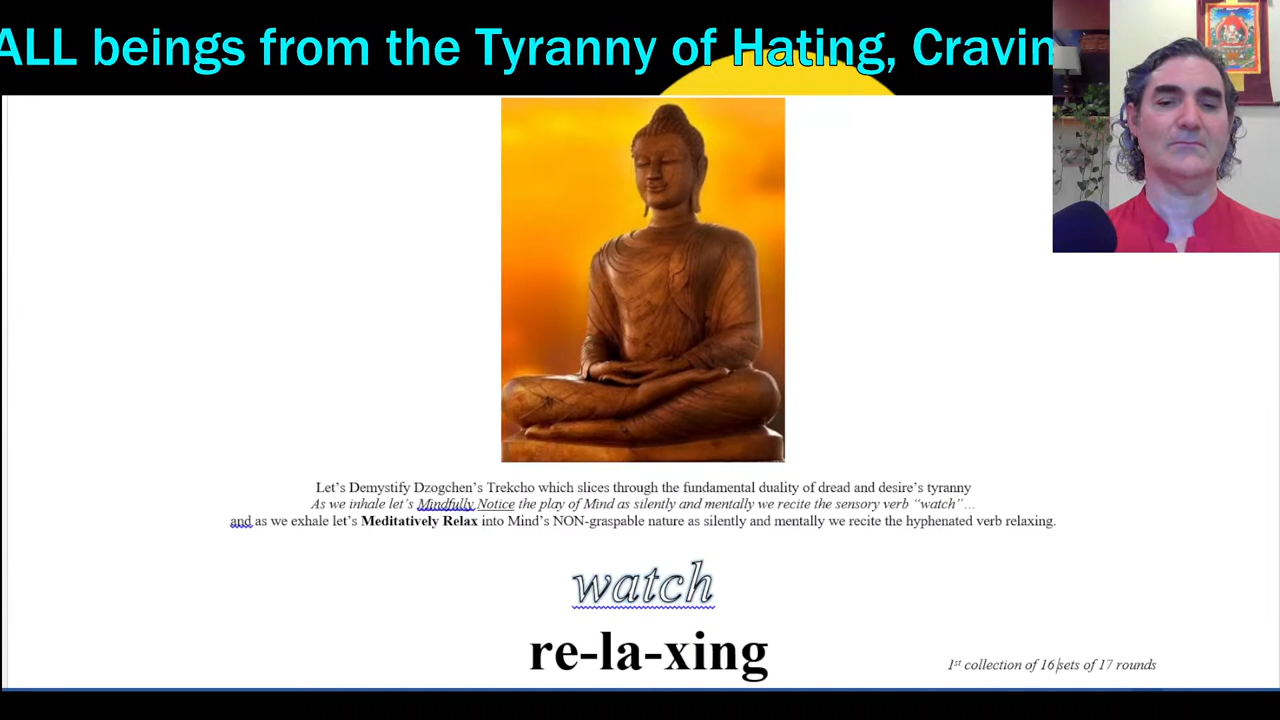 ALL beings from the Tyranny of Hating, Cravin
Let's Demystify Dzogchen's Trekcho which slices through the fundamental duality of dread and desire's tyranny
As we inhale let's Mindfully Notice the play of Mind as silently and mentally we recite the sensory verb "watch"...
and as we exhale let's Meditatively Relax into Mind's NON-graspable nature as silently and mentally we recite the hyphenated verb relaxing.
watch
re-la-xing
1st collection of 16 sets of 17 rounds